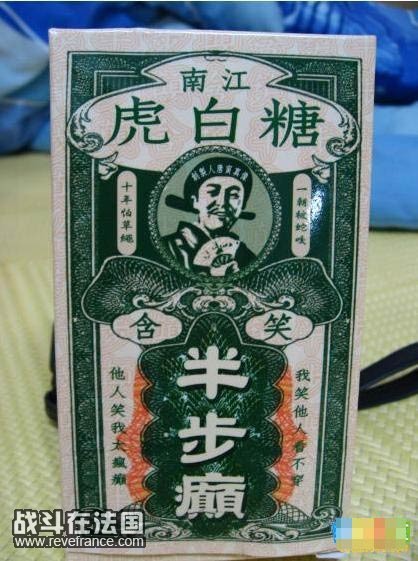 江南
糖白虎
一朝被蛇咬
十年怕草繩
含笑
半步癲
我笑他人看不穿
他人笑我太瘋癲
战斗在法国
www.revefrance.com